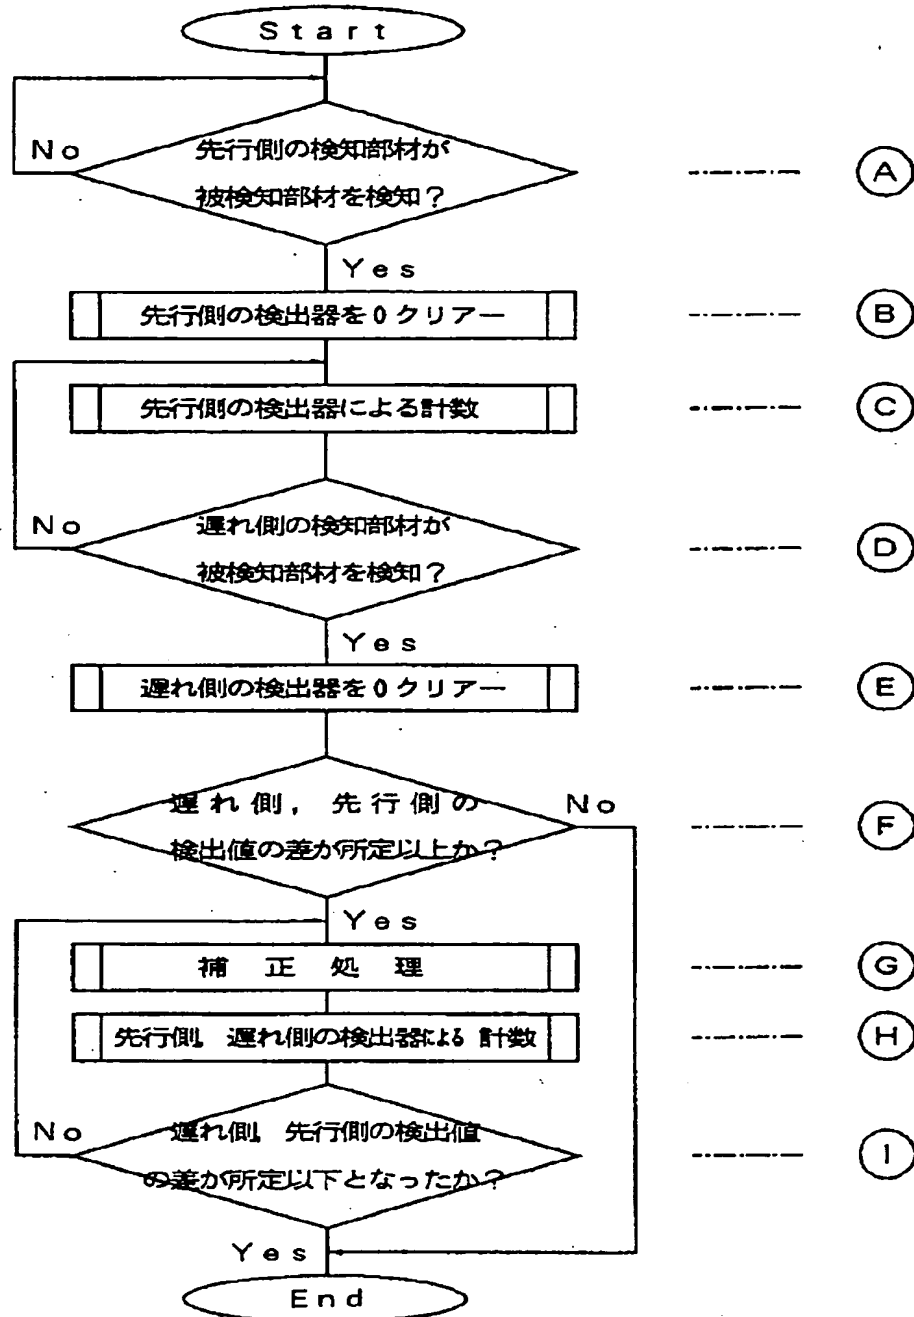 Start
No
先行側の検知部材が
被検知部材を検知?
A
Yes
先行側の検出器を0クリアー
B
先行側の検出器による計数
C
No
遅れ側の検知部材が
被検知部材を検知?
D
Yes
遅れ側の検出器を0クリアー
E
遅れ側,先行側の
検出値の差が所定以上か?
No
F
Yes
補正処理
G
先行側,遅れ側の検出器による計数
H
No
遅れ側,先行側の検出値
の差が所定以下となったか?
I
Yes
End